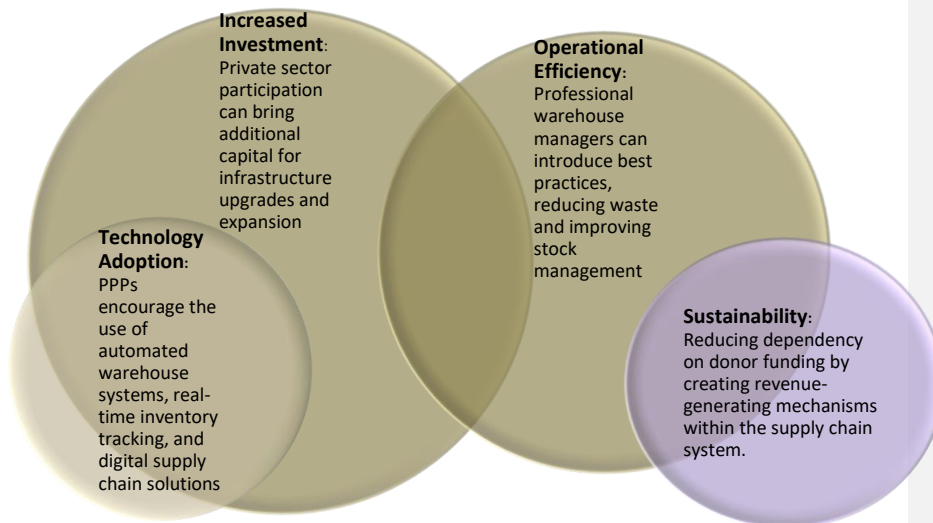 Increased
Investment:
Private sector
participation
can bring
additional
capital for
infrastructure
upgrades and
expansion
Operational
Efficiency:
Professional
warehouse
managers can
introduce best
practices,
reducing waste
and improving
stock
management
Technology
Adoption:
PPPs
encourage the
use of
automated
warehouse
systems, real-
time inventory
tracking, and
digital supply
chain solutions
Sustainability:
Reducing dependency
on donor funding by
creating revenue-
generating mechanisms
within the supply chain
system.